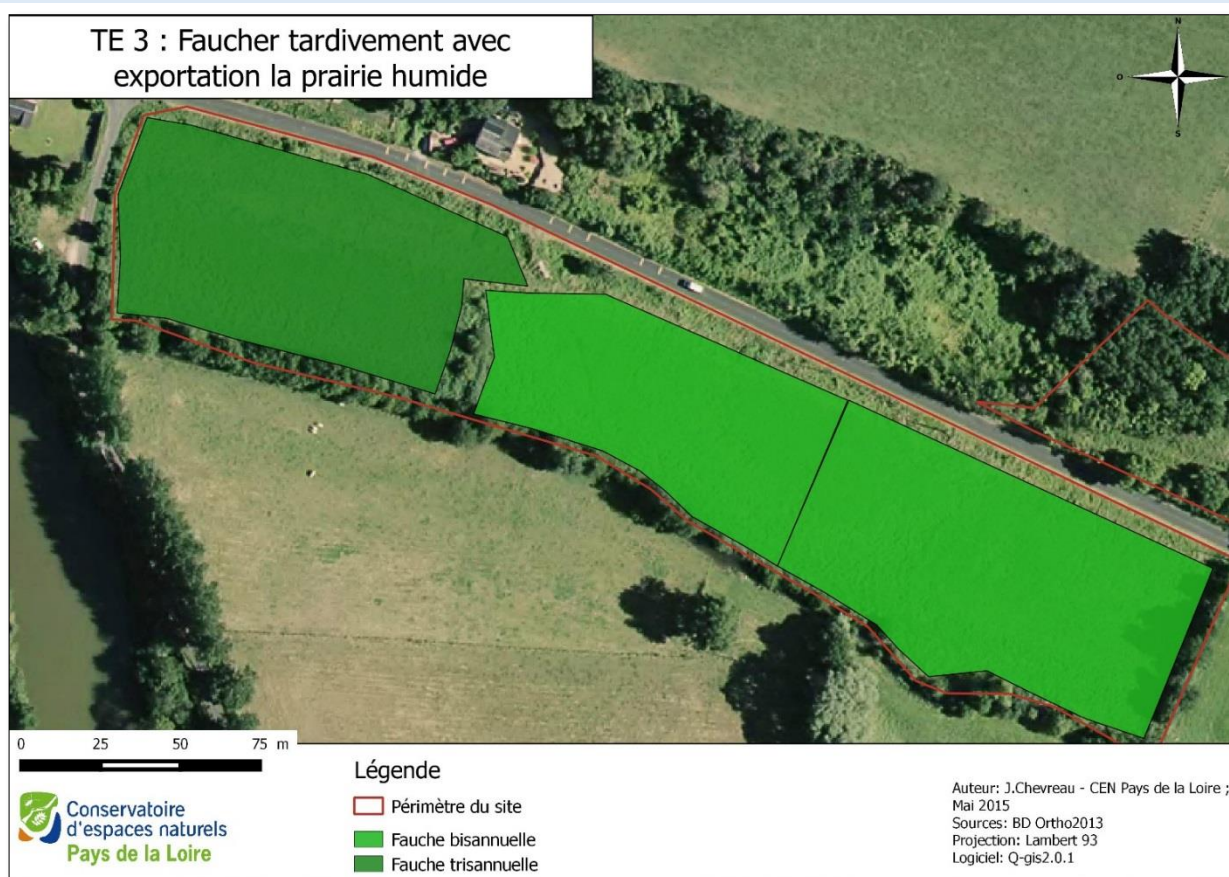 TE 3 : Faucher tardivement avec
exportation la prairie humide
N
O
S
0 25 50 75 m
Légende
Périmètre du site
Fauche bisannuelle
Fauche trisannuelle
Conservatoire
d'espaces naturels
Pays de la Loire
Auteur: J.Chevreau - CEN Pays de la Loire ;
Mai 2015
Sources: BD Ortho2013
Projection: Lambert 93
Logiciel: Q-gis2.0.1